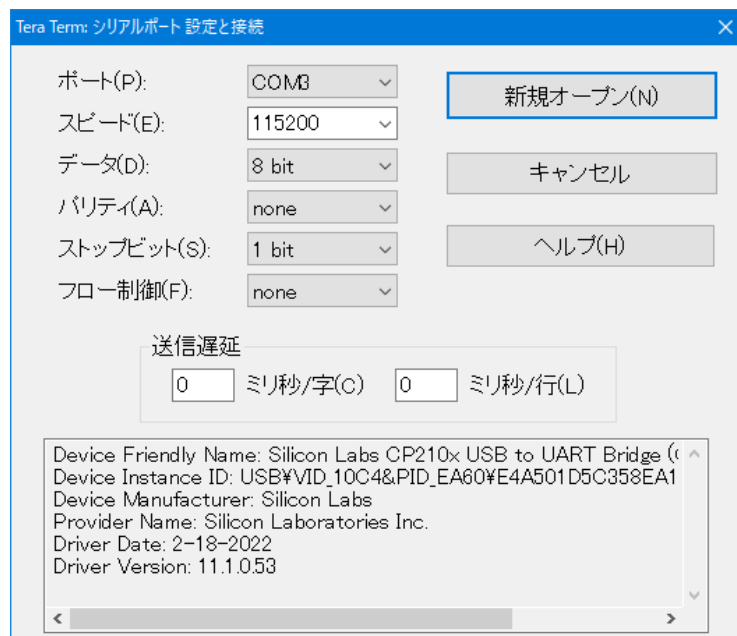 Tera Term: シリアルポート 設定と接続
ポート(P): COM3
新規オープン(N)
スピード(E): 115200
データ(D): 8 bit
キャンセル
パリティ(A): none
ストップビット(S): 1 bit
ヘルプ(H)
フロー制御(F): none
送信遅延
0 ミリ秒/字(C) 0 ミリ秒/行(L)
Device Friendly Name: Silicon Labs CP210x USB to UART Bridge (
Device Instance ID: USB¥VID_10C4&PID_EA60¥E4A501D5C358EA1
Device Manufacturer: Silicon Labs
Provider Name: Silicon Laboratories Inc.
Driver Date: 2-18-2022
Driver Version: 11.1.0.53